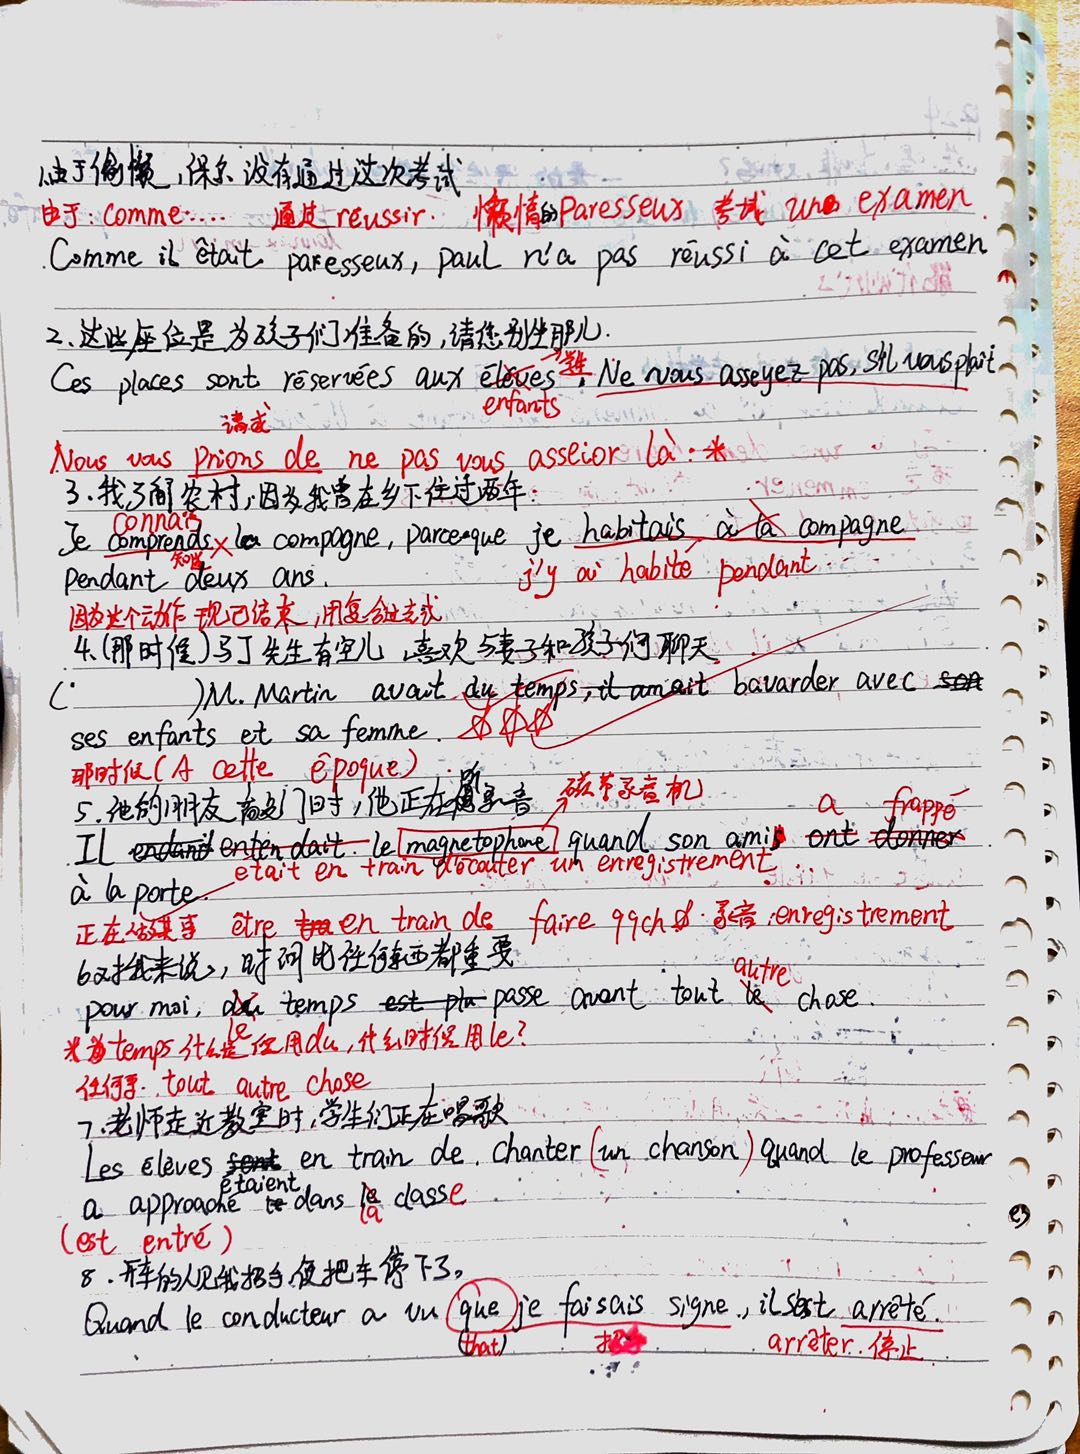 1.由于偷懒,保尔没有通过这次考试
由于: comme..... 通过 réussir. 懒惰的 Paresseux 考试 un examen
Comme il était paresseux, paul n'a pas réussi à cet examen
2、这些座位是为孩子们准备的,请您别坐那儿.
Ces places sont réservées aux élèves → 学生. Ne vous asseyez pas, s'il vous plait
enfants
请求
Nous vous prions de ne pas vous asseior là : *
3.我了解农村,因为我曾在乡下住过两年.
connais
Je comprends la compagne, parceque je habitais à la compagne
知道
pendant deux ans. j'y ai habité pendant..
因为这个动作现已结束,用复合过去式
4.(那时候)马丁先生有空儿,喜欢与妻子和孩子们聊天
( )M. Martin avait du temps, il amait bavarder avec son
ses enfants et sa femme.
那时候(A cette époque)
磁带录音机
5.他的朋友敲门时,他正在听录音
a frappé
Il entendait le magnetophone quand son amis ont donner
était en train d'écouter un enregistrement
à la porte.
正在做某事 être en train de faire qqch. 录音:enregistrement
6.对我来说,时间比任何东西都重要
autre
pour moi, du temps est plu passe avant tout le chose.
le
*为 temps 什么是使用du,什么时候用le?
任何事. tout autre chose
7.老师走近教室时,学生们正在唱歌
Les élèves sont en train de chanter (un chanson) quand le professeur
étaient
a approché te dans le classe
la
(est entré)
8.开车的人见我招手,便把车停下了。
Quand le conducteur a vu que je faisais signe, il s'est arrêté.
(that) 招手 arrêter.停止